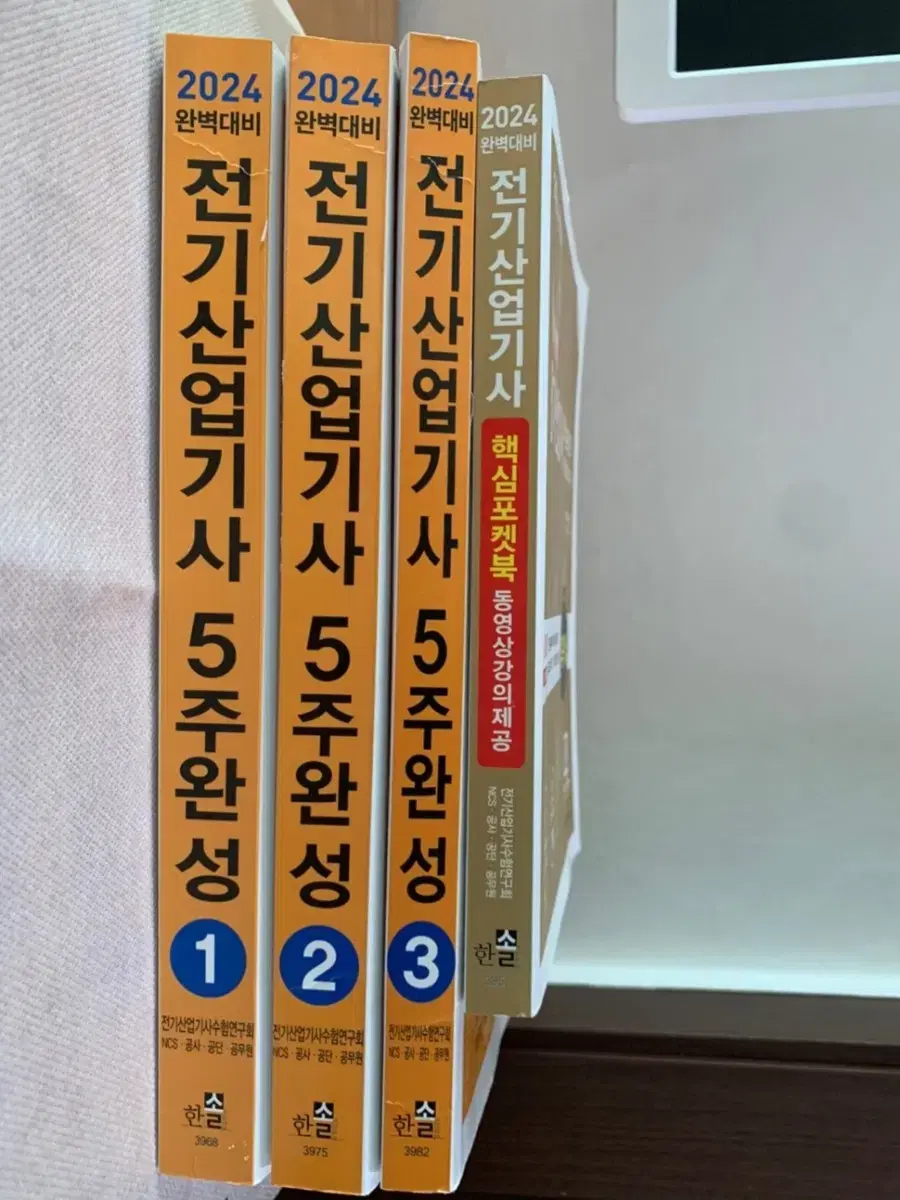 2024
완벽대비
전기산업기사 5주완성
1
전기산업기사수험연구회
NCS · 공사 · 공단 · 공무원
한솔
3968
2024
완벽대비
전기산업기사 5주완성
2
전기산업기사수험연구회
NCS · 공사 · 공단 · 공무원
한솔
3975
2024
완벽대비
전기산업기사 5주완성
3
전기산업기사수험연구회
NCS · 공사 · 공단 · 공무원
한솔
3982
2024
완벽대비
전기산업기사
핵심포켓북 동영상강의제공
전기산업기사수험연구회
NCS · 공사 · 공단 · 공무원
한솔